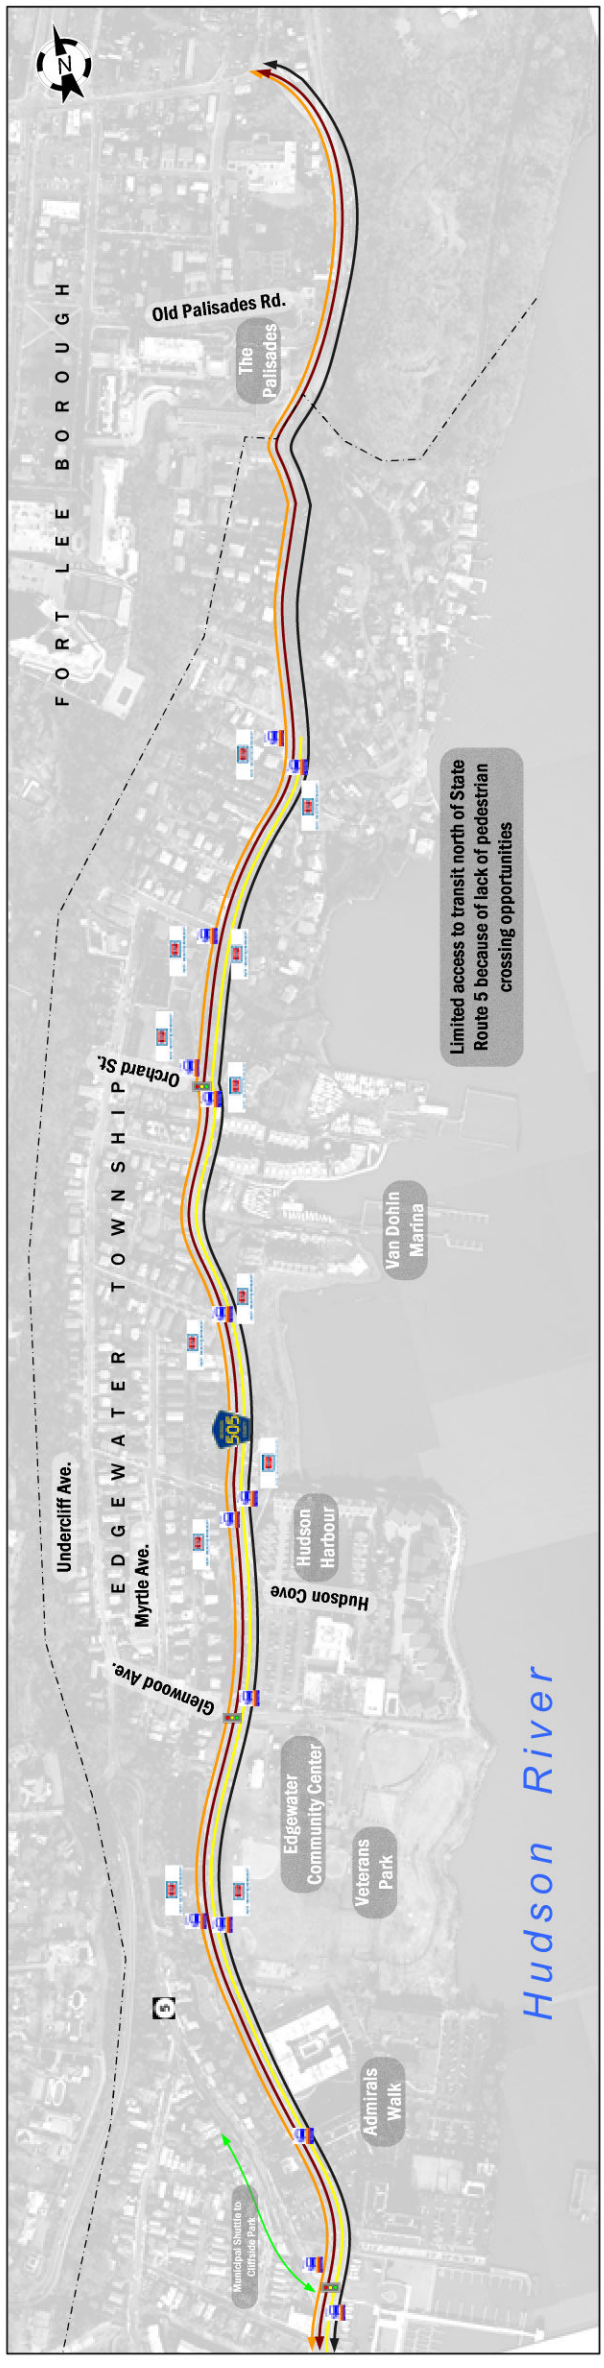 N
Old Palisades Rd.
The
Palisades
FORT LEE BOROUGH
Limited access to transit north of State
Route 5 because of lack of pedestrian
crossing opportunities
Orchard St.
EDGEWATER TOWNSHIP
Van Dohin
Marina
505
Undercliff Ave.
Myrtle Ave.
Hudson
Harbour
Hudson Cove
Glenwood Ave.
Edgewater
Community Center
Veterans
Park
Hudson River
5
Admirals
Walk
Municipal Shuttle to
Cliffside Park